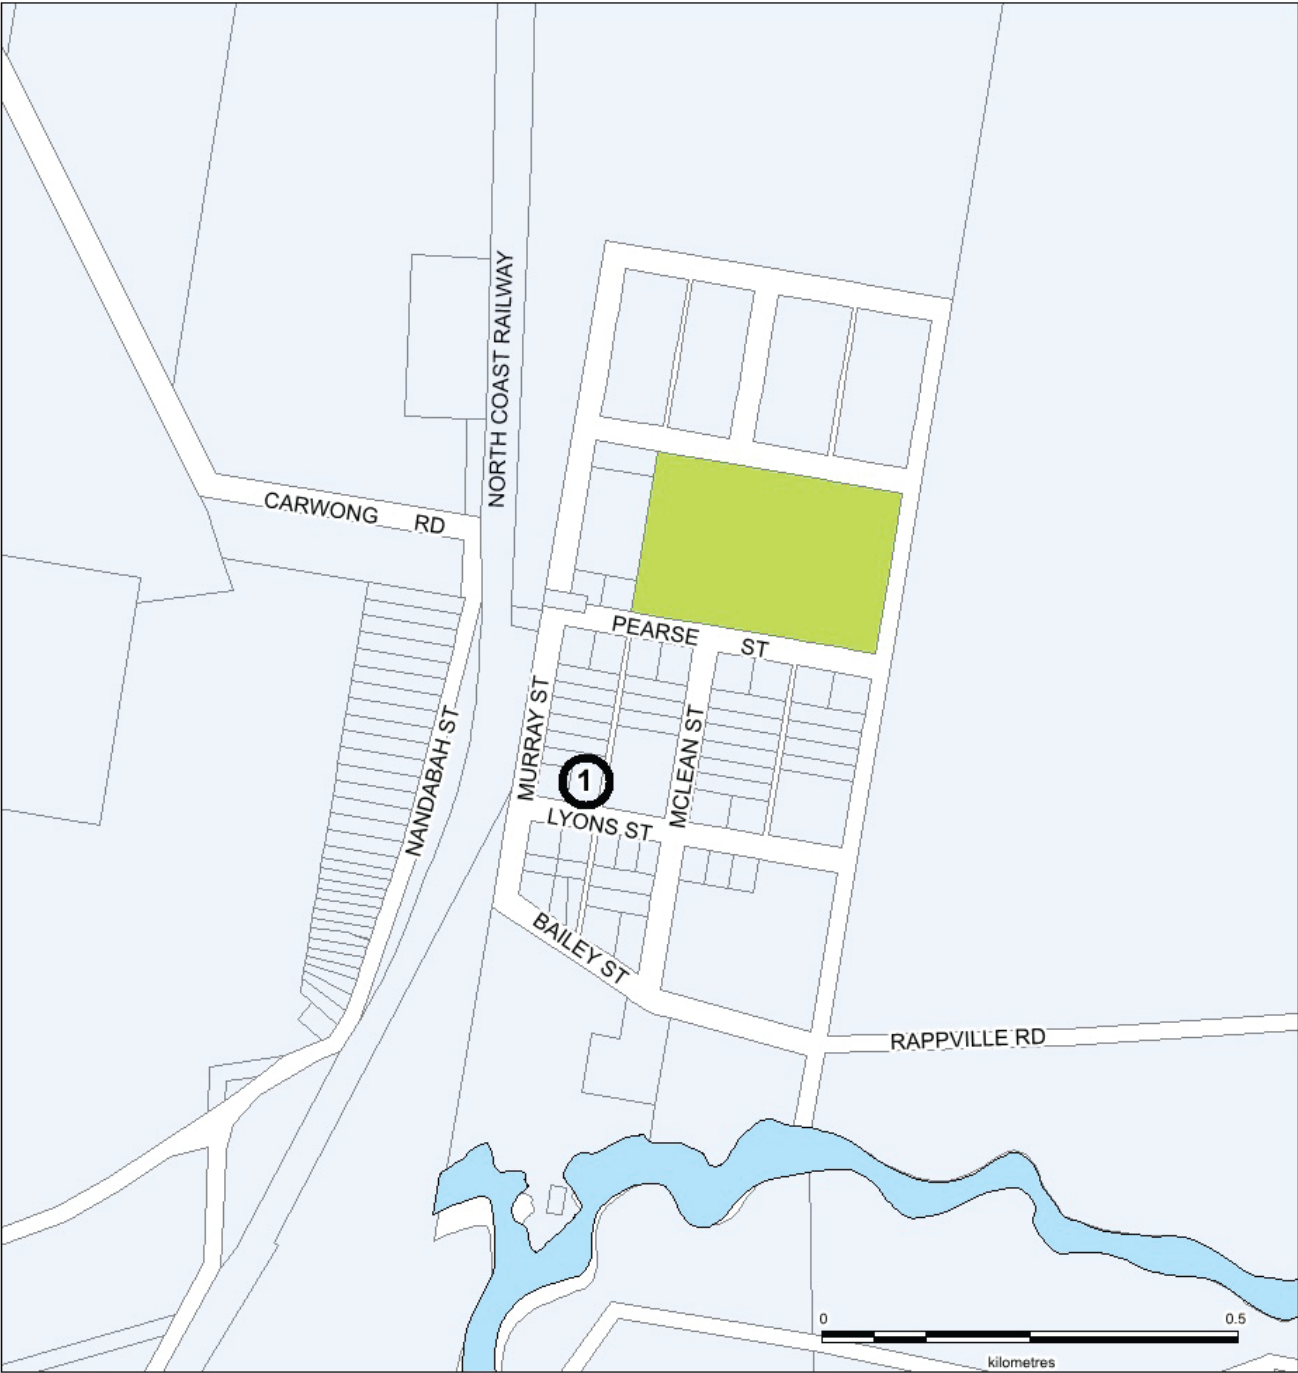 NORTH COAST RAILWAY
CARWONG RD
PEARSE ST
MURRAY ST
MCLEAN ST
NANDABAH ST
1
LYONS ST
BAILEY ST
RAPPVILLE RD
0 0.5
kilometres